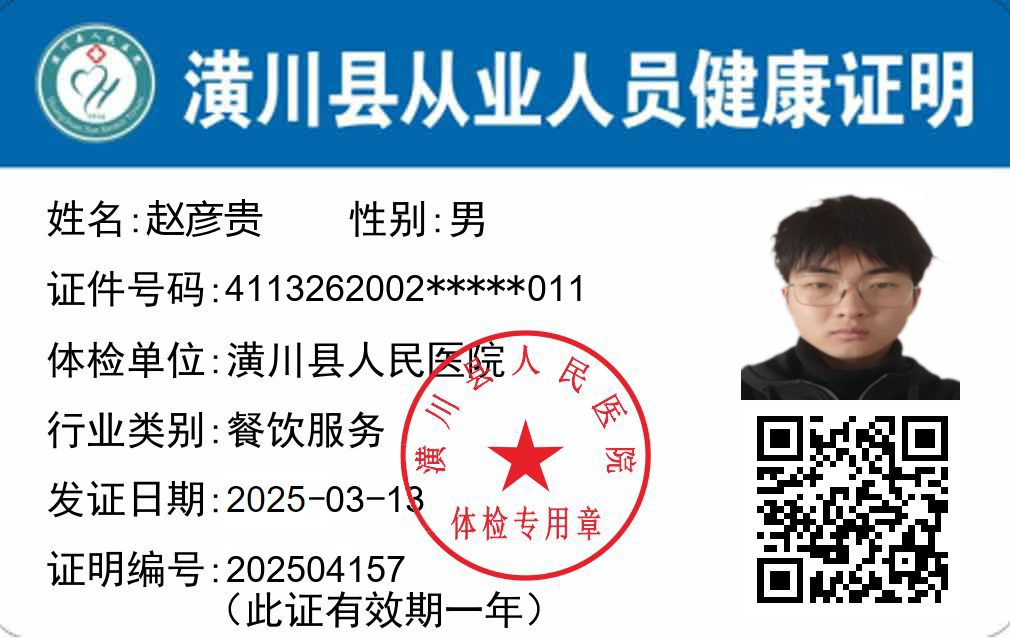 潢川县从业人员健康证明
姓名:赵彦贵 性别:男
证件号码:4113262002*****011
体检单位:潢川县人民医院
行业类别:餐饮服务
发证日期:2025-03-13
证明编号:202504157
（此证有效期一年）
潢川县人民医院
体检专用章